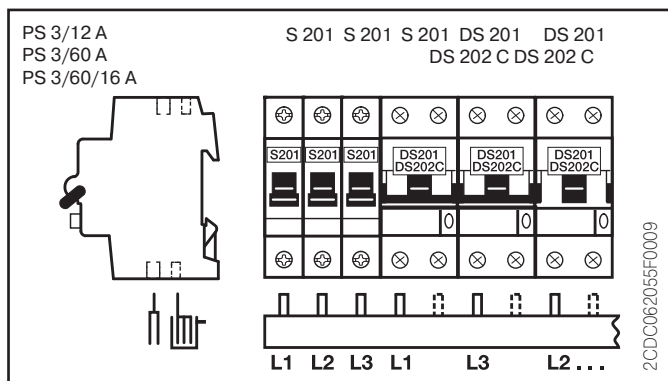 PS 3/12 A
PS 3/60 A
PS 3/60/16 A
S 201 S 201 S 201 DS 201 DS 201
DS 202 C DS 202 C
S201 S201 S201 DS201 DS201 DS201
DS202C DS202C DS202C
L1 L2 L3 L1 L3 L2 . . .
2CDC062055F0009